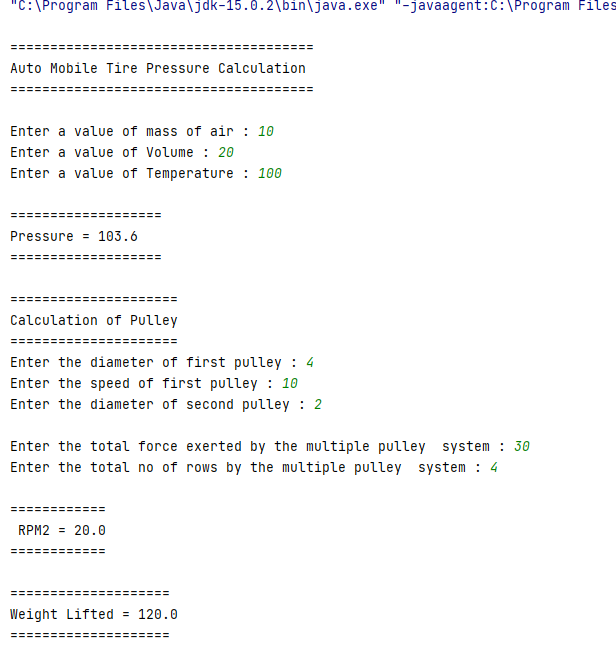 "C:\Program Files\Java\jdk-15.0.2\bin\java.exe" "-javaagent:C:\Program Files
======================================
Auto Mobile Tire Pressure Calculation
======================================
Enter a value of mass of air : 10
Enter a value of Volume : 20
Enter a value of Temperature : 100
===================
Pressure = 103.6
===================
=====================
Calculation of Pulley
=====================
Enter the diameter of first pulley : 4
Enter the speed of first pulley : 10
Enter the diameter of second pulley : 2
Enter the total force exerted by the multiple pulley  system : 30
Enter the total no of rows by the multiple pulley  system : 4
============
 RPM2 = 20.0
============
====================
Weight Lifted = 120.0
====================